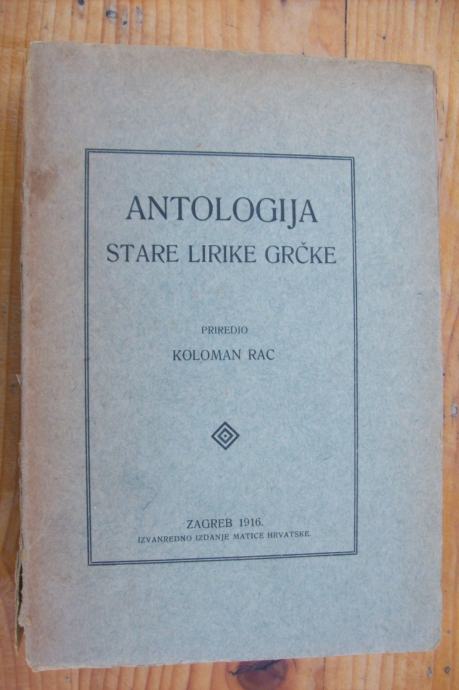 ANTOLOGIJA
STARE LIRIKE GRČKE
PRIREDIO
KOLOMAN RAC
ZAGREB 1916.
IZVANREDNO IZDANJE MATICE HRVATSKE.